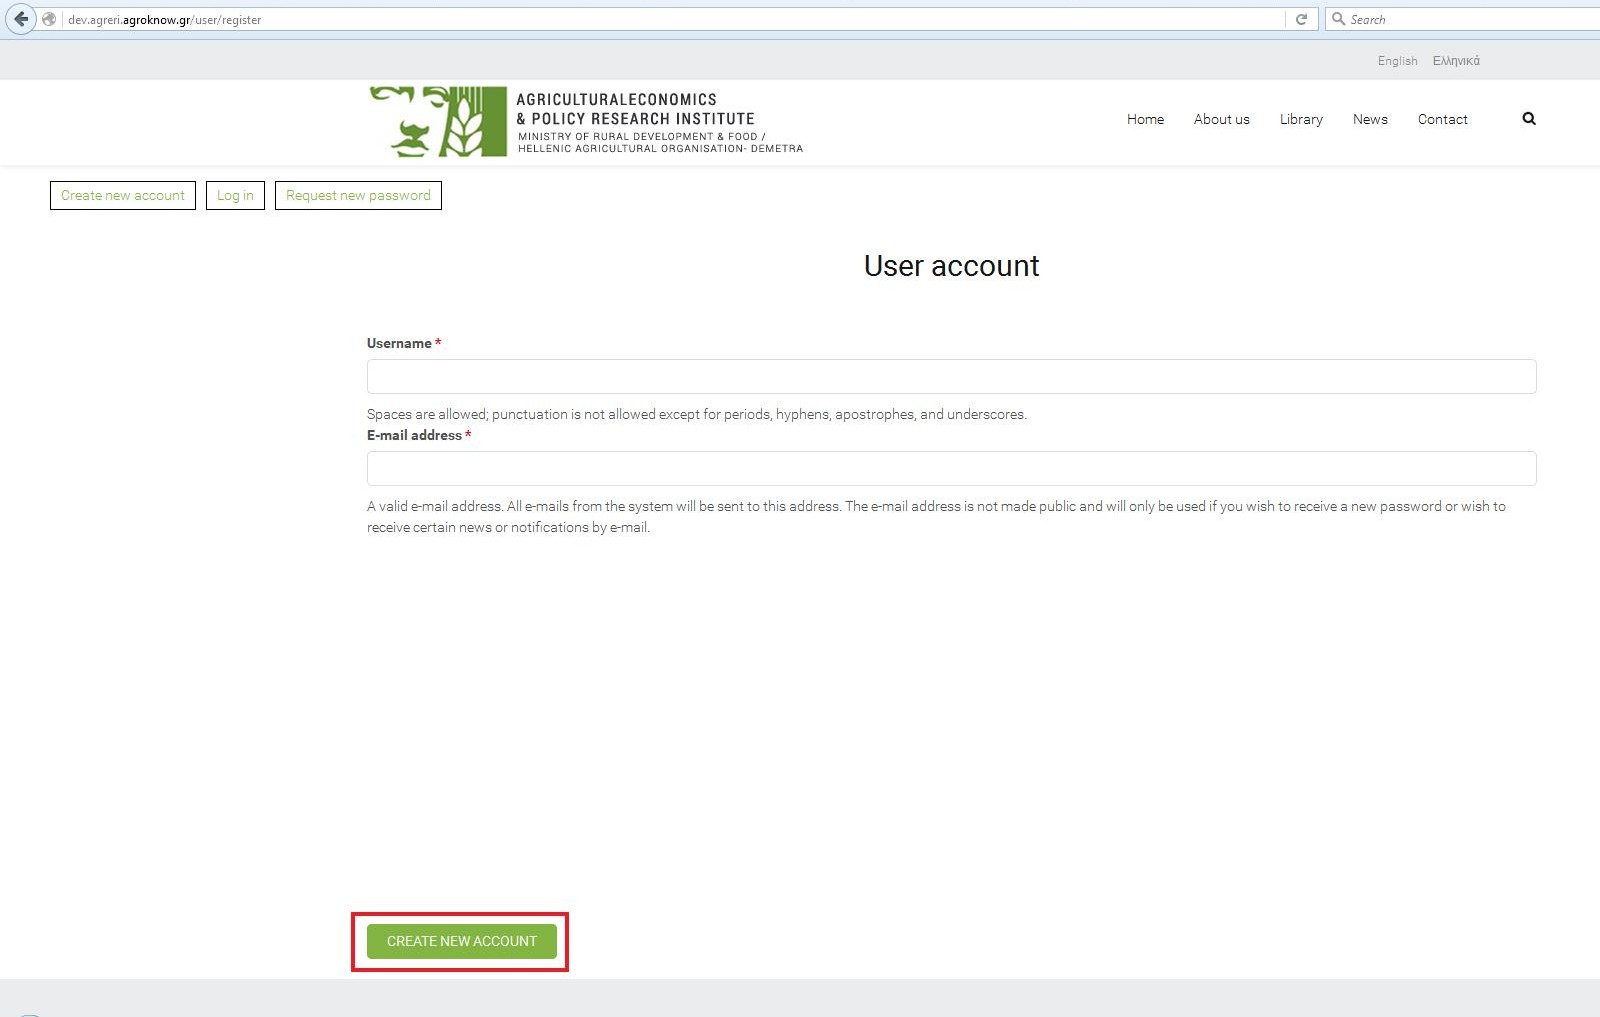 dev.agreri.agroknow.gr/user/register
Search
English Ελληνικά
AGRICULTURALECONOMICS
& POLICY RESEARCH INSTITUTE
MINISTRY OF RURAL DEVELOPMENT & FOOD /
HELLENIC AGRICULTURAL ORGANISATION- DEMETRA
Home About us Library News Contact
Create new account Log in Request new password
User account
Username *
Spaces are allowed; punctuation is not allowed except for periods, hyphens, apostrophes, and underscores.
E-mail address *
A valid e-mail address. All e-mails from the system will be sent to this address. The e-mail address is not made public and will only be used if you wish to receive a new password or wish to
receive certain news or notifications by e-mail.
CREATE NEW ACCOUNT